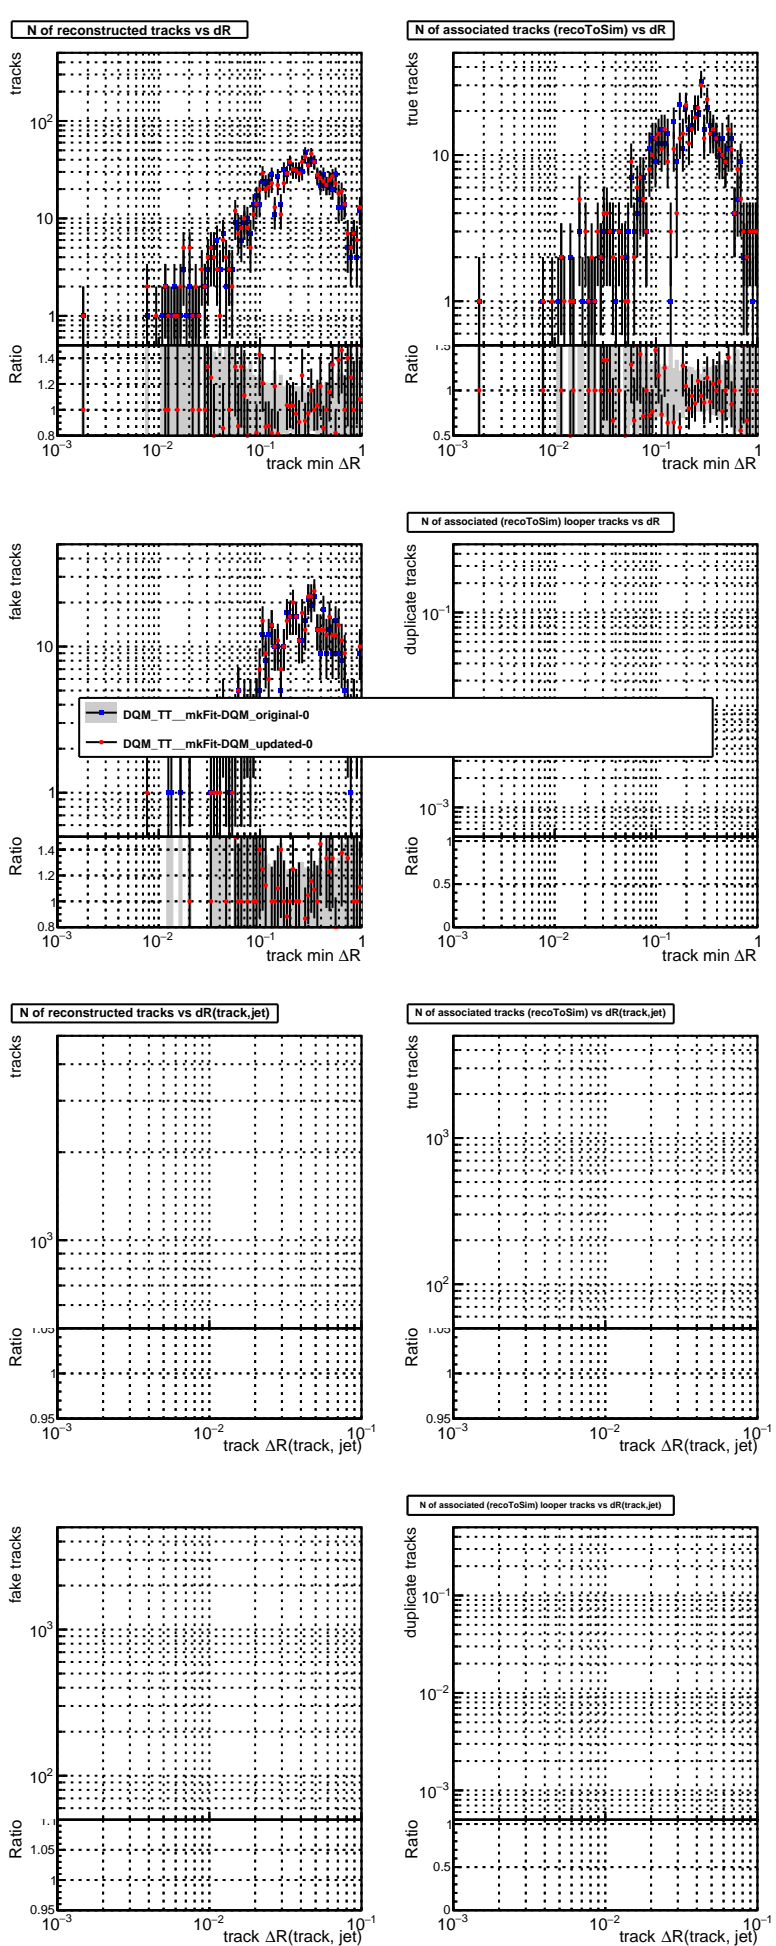 N of reconstructed tracks vs dR
tracks
10²
10
1
Ratio
1.4
1.2
1
0.8
10⁻³
10⁻²
10⁻¹
1
track min ΔR
N of associated tracks (recoToSim) vs dR
true tracks
10
1
Ratio
1.5
1
0.5
10⁻³
10⁻²
10⁻¹
1
track min ΔR
fake tracks
10
1
Ratio
1.4
1.2
1
0.8
10⁻³
10⁻²
10⁻¹
1
track min ΔR
N of associated (recoToSim) looper tracks vs dR
duplicate tracks
10⁻¹
10⁻³
Ratio
1
0.5
0
10⁻³
10⁻²
10⁻¹
1
track min ΔR
DQM_TT__mkFit-DQM_original-0
DQM_TT__mkFit-DQM_updated-0
N of reconstructed tracks vs dR(track,jet)
tracks
10³
Ratio
1.05
1
0.95
10⁻³
10⁻²
10⁻¹
track ΔR(track, jet)
N of associated tracks (recoToSim) vs dR(track,jet)
true tracks
10³
10²
Ratio
1.05
1
0.95
10⁻³
10⁻²
10⁻¹
track ΔR(track, jet)
fake tracks
10³
10²
Ratio
1.1
1.05
1
0.95
10⁻³
10⁻²
10⁻¹
track ΔR(track, jet)
N of associated (recoToSim) looper tracks vs dR(track,jet)
duplicate tracks
10⁻¹
10⁻²
10⁻³
Ratio
1
0.5
0
10⁻³
10⁻²
10⁻¹
track ΔR(track, jet)